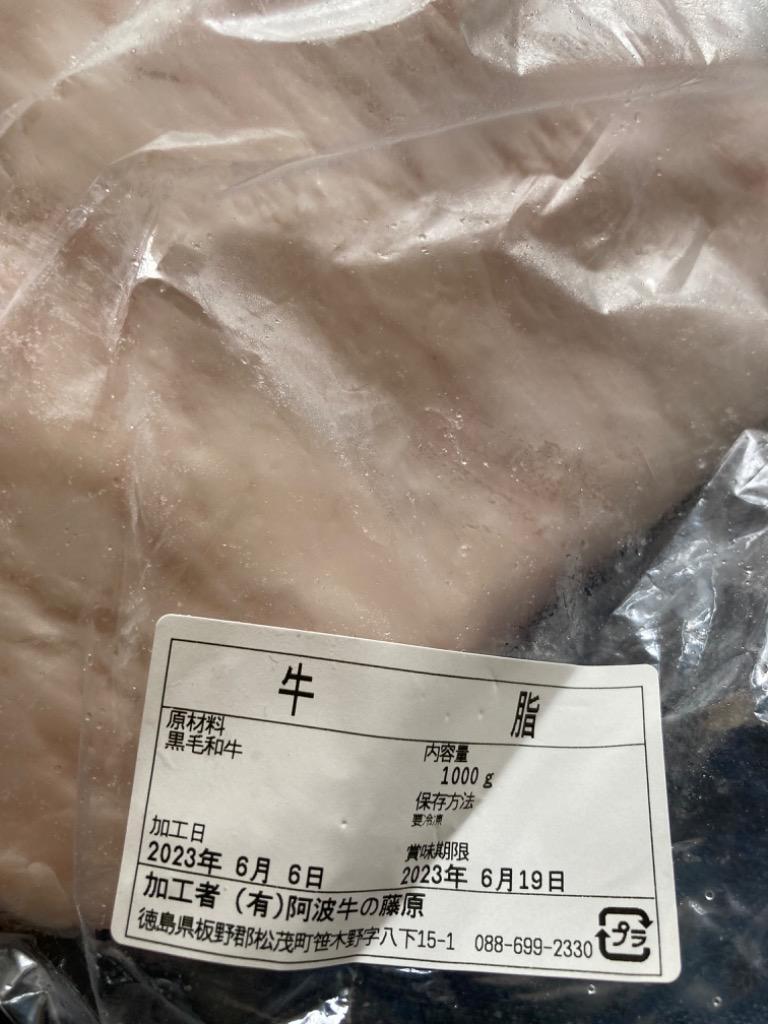 牛 脂
原材料
黒毛和牛
内容量
1000g
保存方法
要冷凍
加工日
2023年 6月 6日
賞味期限
2023年 6月19日
加工者 (有)阿波牛の藤原
徳島県板野郡松茂町笹木野字八下15-1 088-699-2330
プラ